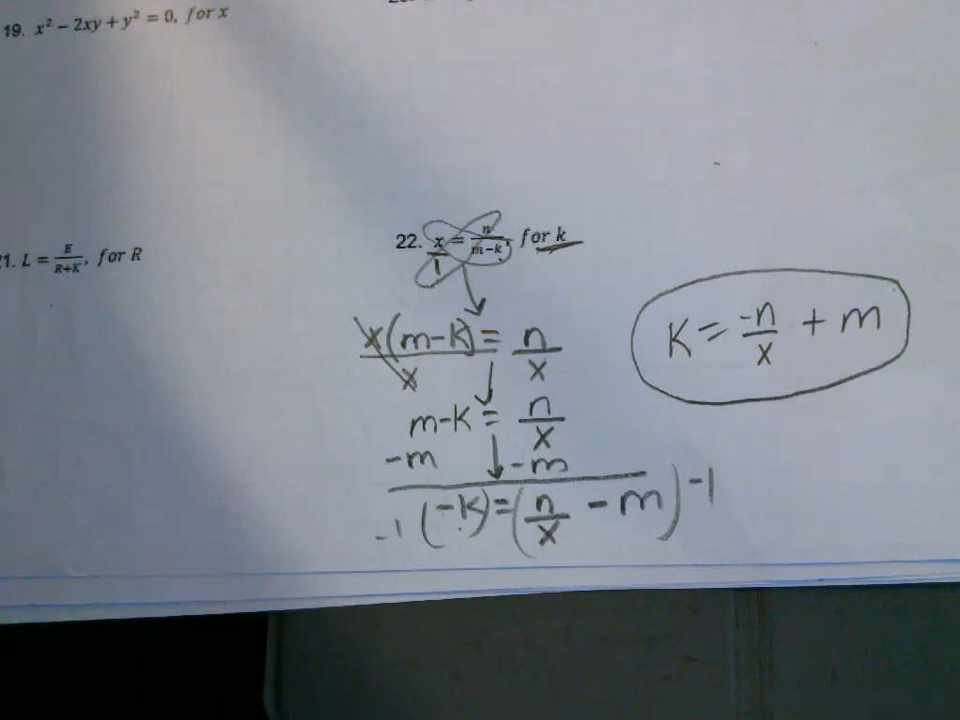 19. x² - 2xy + y² = 0, for x
21. L = E/(R+K), for R
22. x/1 = n/(m-k), for k
x(m-k)/x = n/x
m-k = n/x
-m -m
-1(-k) = (n/x - m)-1
K = -n/x + m